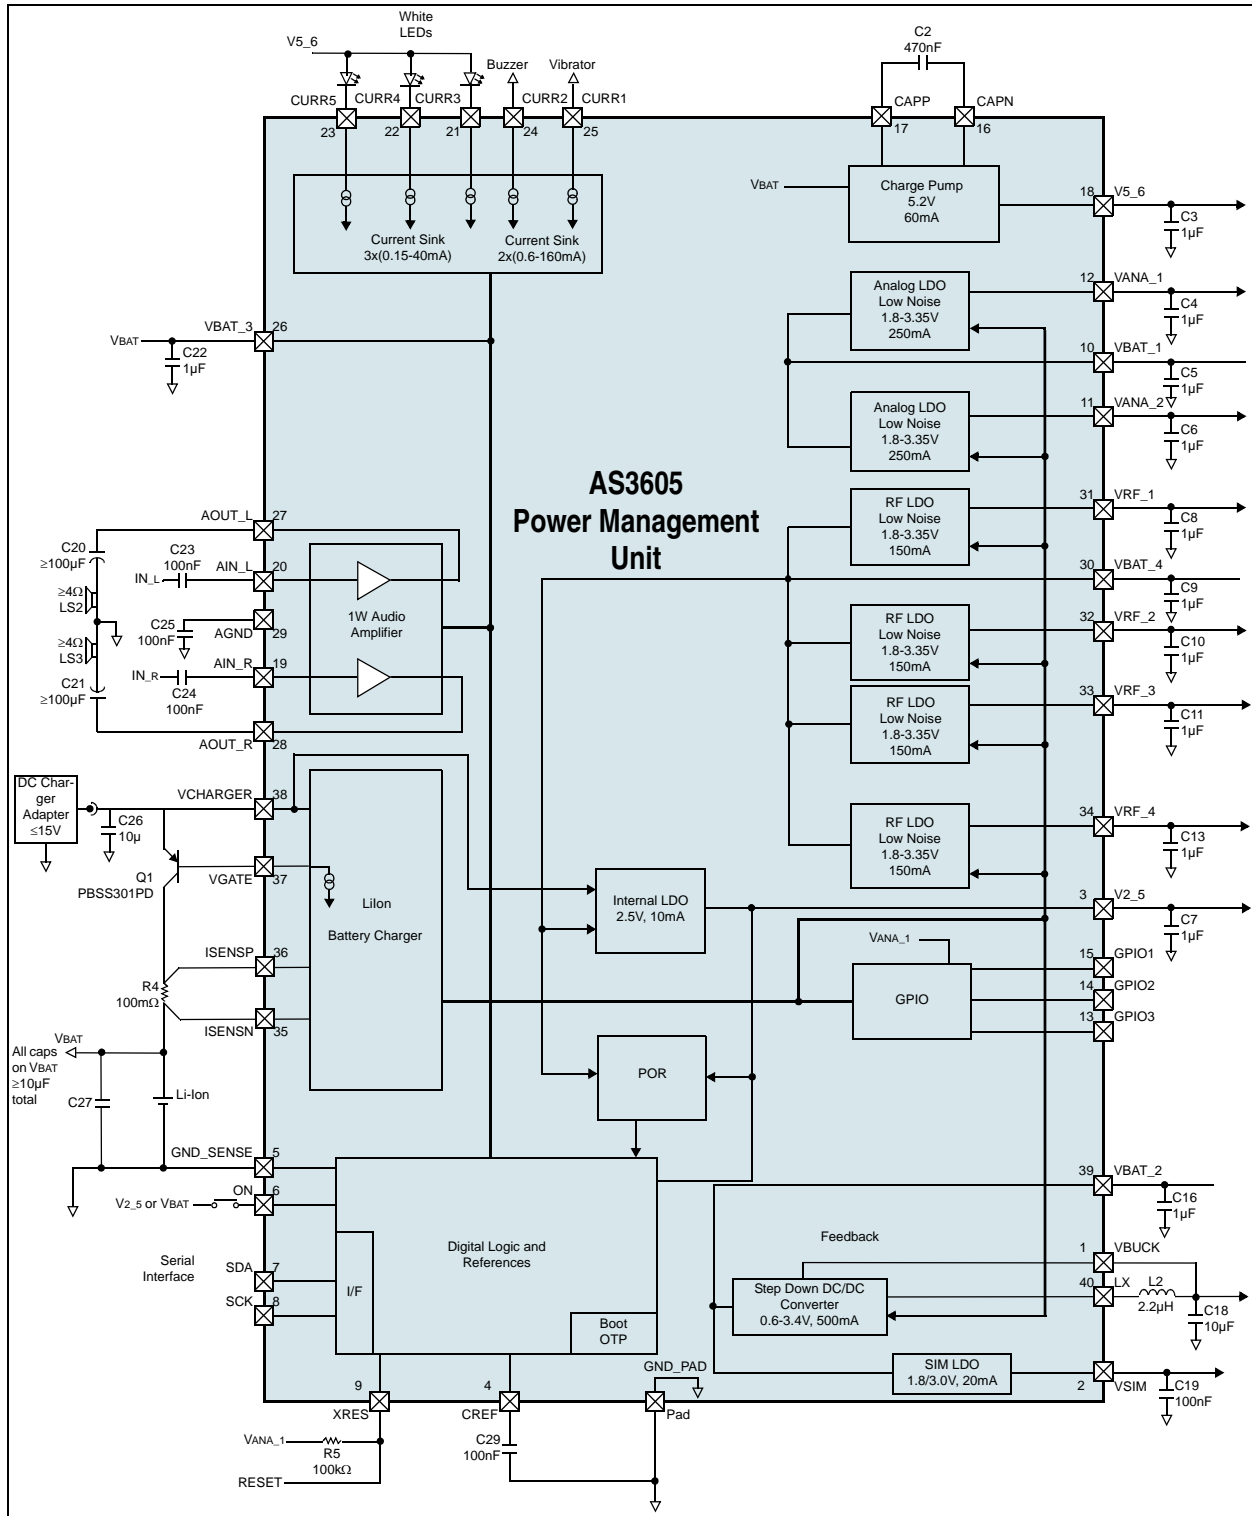 White
LEDs
V5_6
Buzzer
Vibrator
C2
470nF
CURR5
CURR4
CURR3
CURR2
CURR1
CAPP
CAPN
23
22
21
24
25
17
16
Current Sink
3x(0.15-40mA)
Current Sink
2x(0.6-160mA)
VBAT
Charge Pump
5.2V
60mA
18
V5_6
C3
1µF
Analog LDO
Low Noise
1.8-3.35V
250mA
12
VANA_1
C4
1µF
10
VBAT_1
C5
1µF
Analog LDO
Low Noise
1.8-3.35V
250mA
11
VANA_2
C6
1µF
VBAT
VBAT_3
26
C22
1µF
AS3605
Power Management
Unit
RF LDO
Low Noise
1.8-3.35V
150mA
31
VRF_1
C8
1µF
30
VBAT_4
C9
1µF
RF LDO
Low Noise
1.8-3.35V
150mA
32
VRF_2
C10
1µF
RF LDO
Low Noise
1.8-3.35V
150mA
33
VRF_3
C11
1µF
RF LDO
Low Noise
1.8-3.35V
150mA
34
VRF_4
C13
1µF
AOUT_L
27
C20
≥100µF
C23
100nF
IN_L
AIN_L
20
≥4Ω
LS2
C25
100nF
AGND
29
1W Audio
Amplifier
≥4Ω
LS3
AIN_R
19
IN_R
C24
100nF
C21
≥100µF
AOUT_R
28
DC Char-
ger
Adapter
≤15V
VCHARGER
38
C26
10µ
Q1
PBSS301PD
VGATE
37
LiIon
Battery Charger
ISENSP
36
R4
100mΩ
ISENSN
35
Internal LDO
2.5V, 10mA
3
V2_5
C7
1µF
VANA_1
GPIO
15
GPIO1
14
GPIO2
13
GPIO3
VBAT
All caps
on VBAT
≥10µF
total
C27
Li-Ion
POR
GND_SENSE
5
V2_5 or VBAT
ON
6
Serial
Interface
SDA
7
SCK
8
I/F
Digital Logic and
References
Boot
OTP
39
VBAT_2
C16
1µF
Feedback
1
VBUCK
Step Down DC/DC
Converter
0.6-3.4V, 500mA
40
LX
L2
2.2µH
C18
10µF
SIM LDO
1.8/3.0V, 20mA
2
VSIM
C19
100nF
9
XRES
4
CREF
GND_PAD
Pad
VANA_1
R5
100kΩ
RESET
C29
100nF